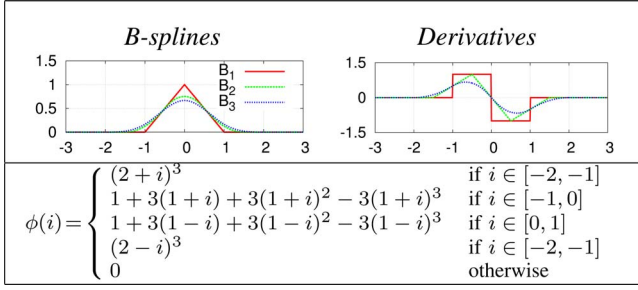 B-splines Derivatives
1.5
1
0.5
0
-3 -2 -1 0 1 2 3
B₁
B₂
B₃
1.5
0
-1.5
-3 -2 -1 0 1 2 3
(2 + i)³ if i ∈ [−2, −1]
1 + 3(1 + i) + 3(1 + i)² − 3(1 + i)³ if i ∈ [−1, 0]
ϕ(i) = { 1 + 3(1 − i) + 3(1 − i)² − 3(1 − i)³ if i ∈ [0, 1]
(2 − i)³ if i ∈ [−2, −1]
0 otherwise